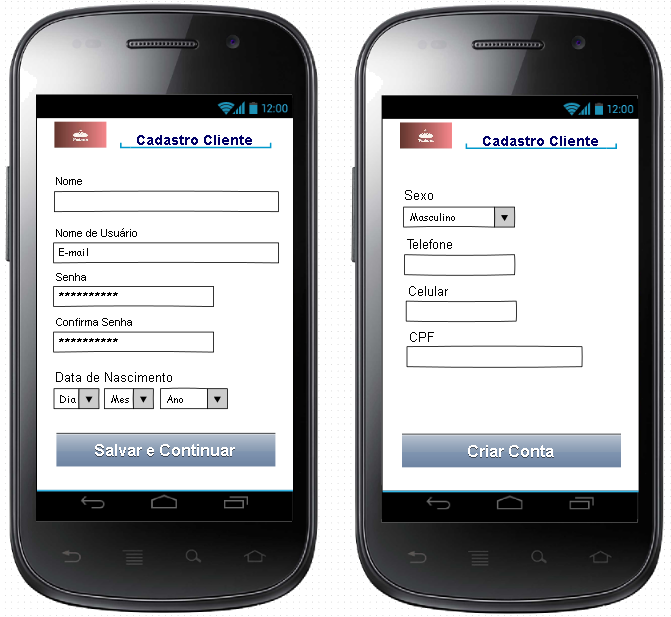 12:00
Cadastro Cliente
Nome
Nome de Usuário
E-mail
Senha
**********
Confirma Senha
**********
Data de Nascimento
Dia Mes Ano
Salvar e Continuar
12:00
Cadastro Cliente
Sexo
Masculino
Telefone
Celular
CPF
Criar Conta